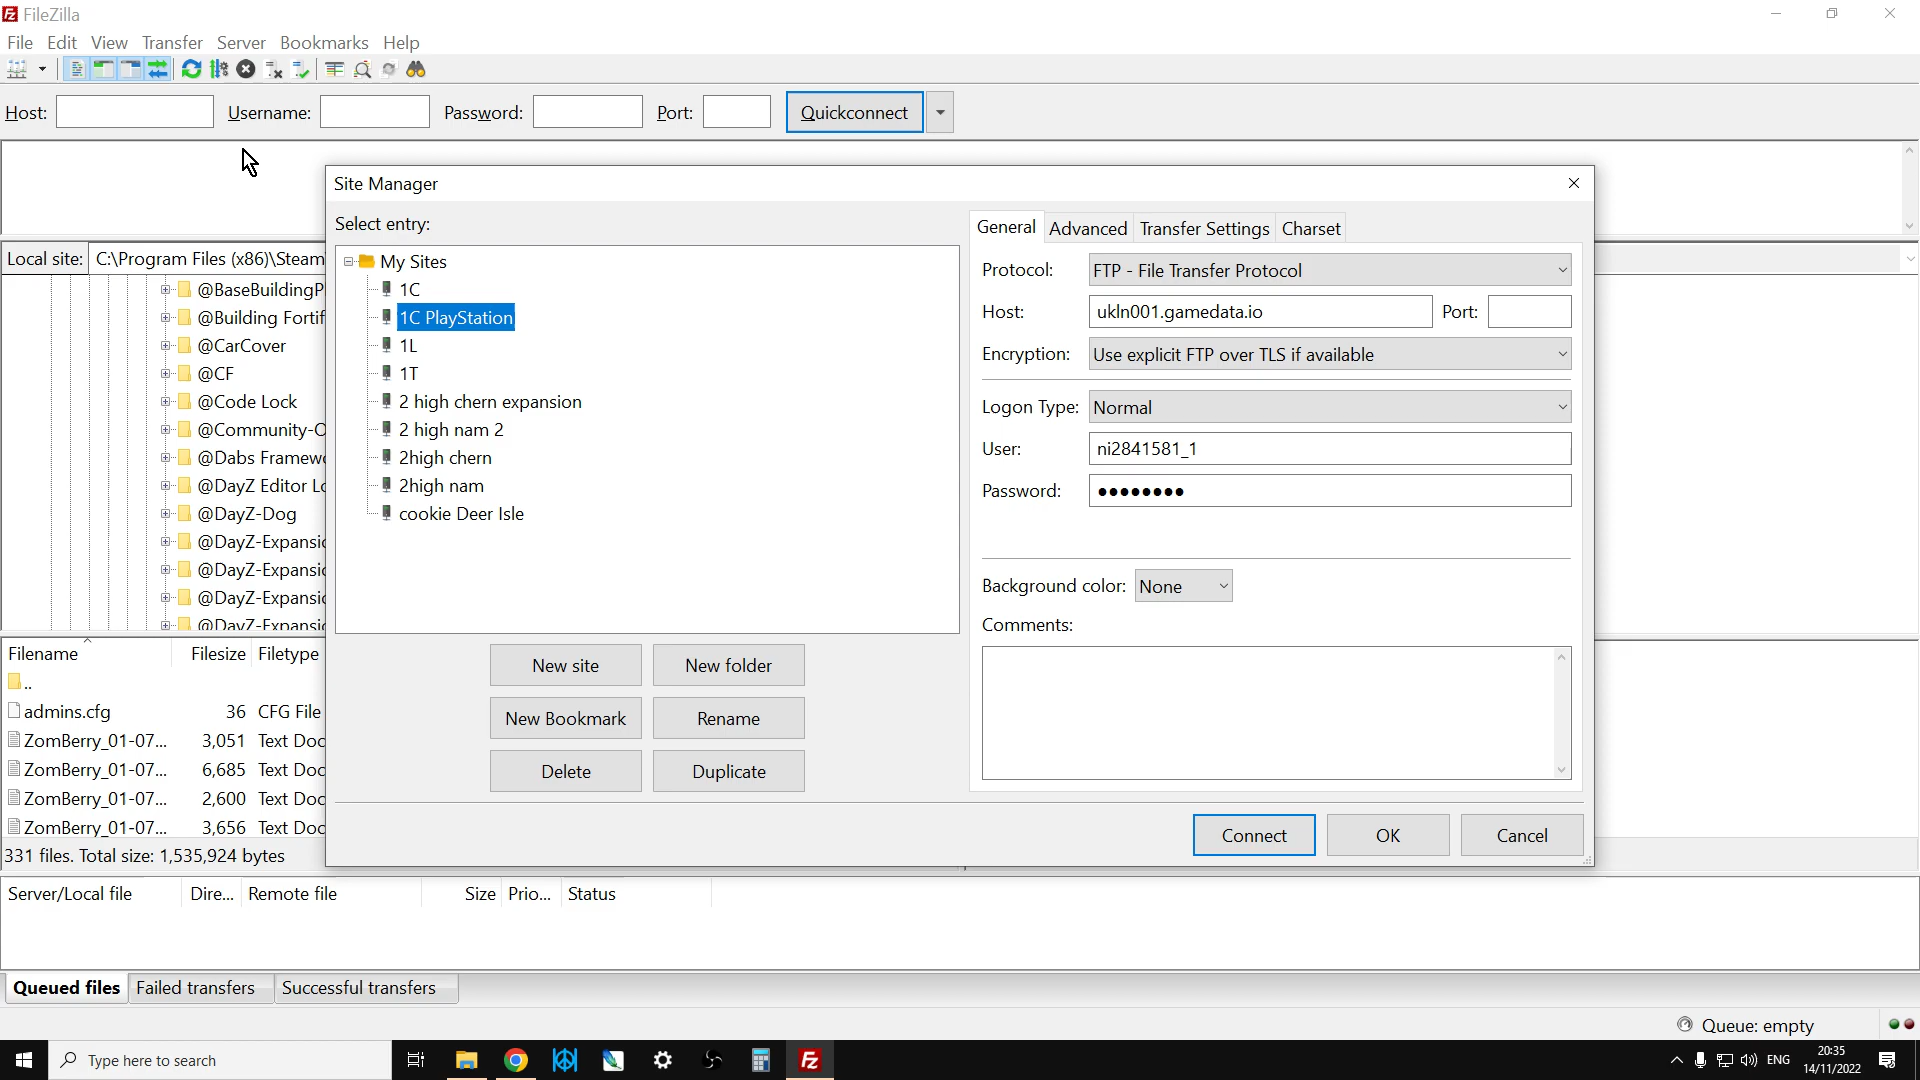 FileZilla
File Edit View Transfer Server Bookmarks Help
Host: Username: Password: Port: Quickconnect
Site Manager
Select entry:
My Sites
1C
1C PlayStation
1L
1T
2 high chern expansion
2 high nam 2
2high chern
2high nam
cookie Deer Isle
New site New folder
New Bookmark Rename
Delete Duplicate
General Advanced Transfer Settings Charset
Protocol: FTP - File Transfer Protocol
Host: ukln001.gamedata.io Port:
Encryption: Use explicit FTP over TLS if available
Logon Type: Normal
User: ni2841581_1
Password: ●●●●●●●●
Background color: None
Comments:
Connect OK Cancel
Local site: C:\Program Files (x86)\Steam
@BaseBuildingP
@Building Fortif
@CarCover
@CF
@Code Lock
@Community-O
@Dabs Framew
@DayZ Editor Lo
@DayZ-Dog
@DayZ-Expansio
@DayZ-Expansio
@DayZ-Expansio
@DayZ-Expansio
Filename Filesize Filetype
..
admins.cfg 36 CFG File
ZomBerry_01-07... 3,051 Text Doc
ZomBerry_01-07... 6,685 Text Doc
ZomBerry_01-07... 2,600 Text Doc
ZomBerry_01-07... 3,656 Text Doc
331 files. Total size: 1,535,924 bytes
Server/Local file Dire... Remote file Size Prio... Status
Queued files Failed transfers Successful transfers
Queue: empty
Type here to search
ENG
20:35
14/11/2022